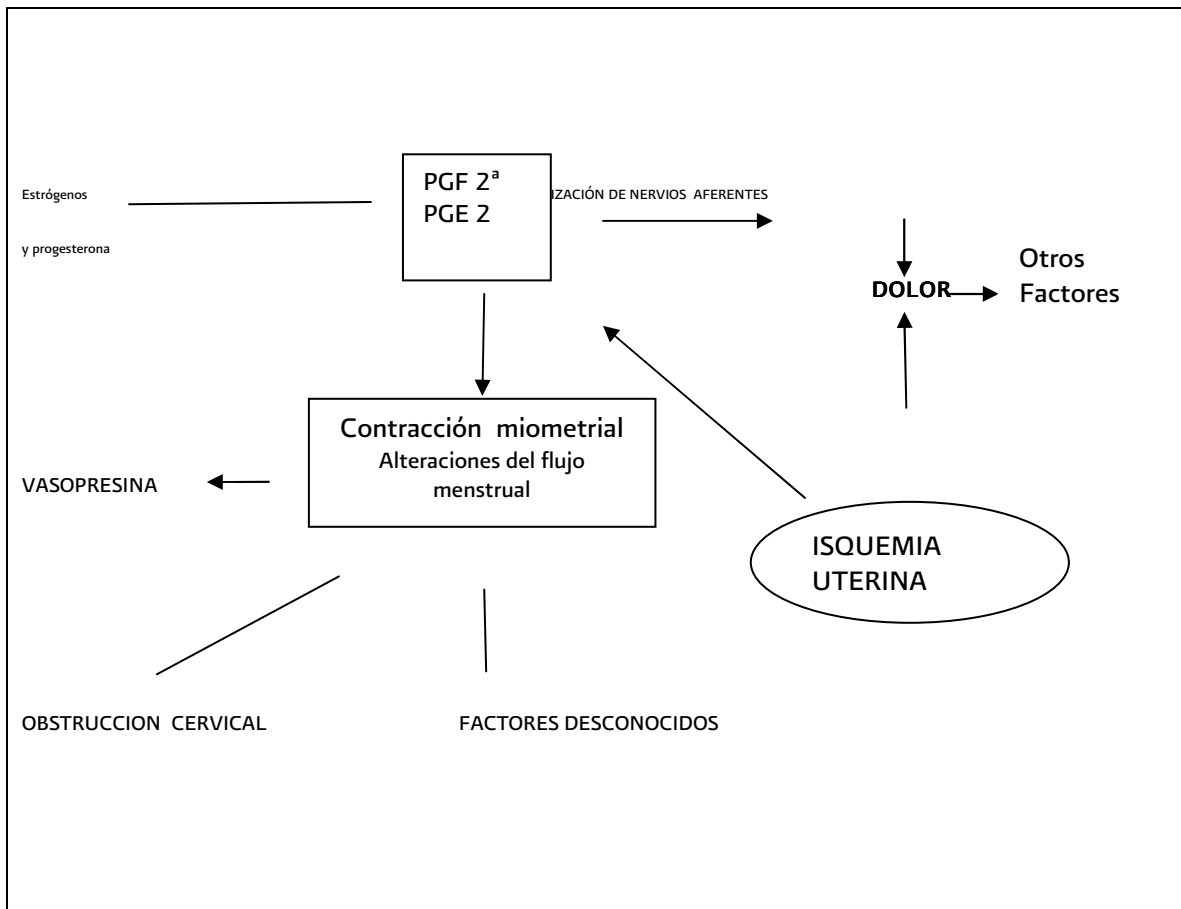 PGF 2ª
PGE 2
Estrógenos
y progesterona
IZACIÓN DE NERVIOS AFERENTES
DOLOR
Otros
Factores
Contracción miometrial
Alteraciones del flujo
menstrual
VASOPRESINA
ISQUEMIA
UTERINA
OBSTRUCCION CERVICAL
FACTORES DESCONOCIDOS